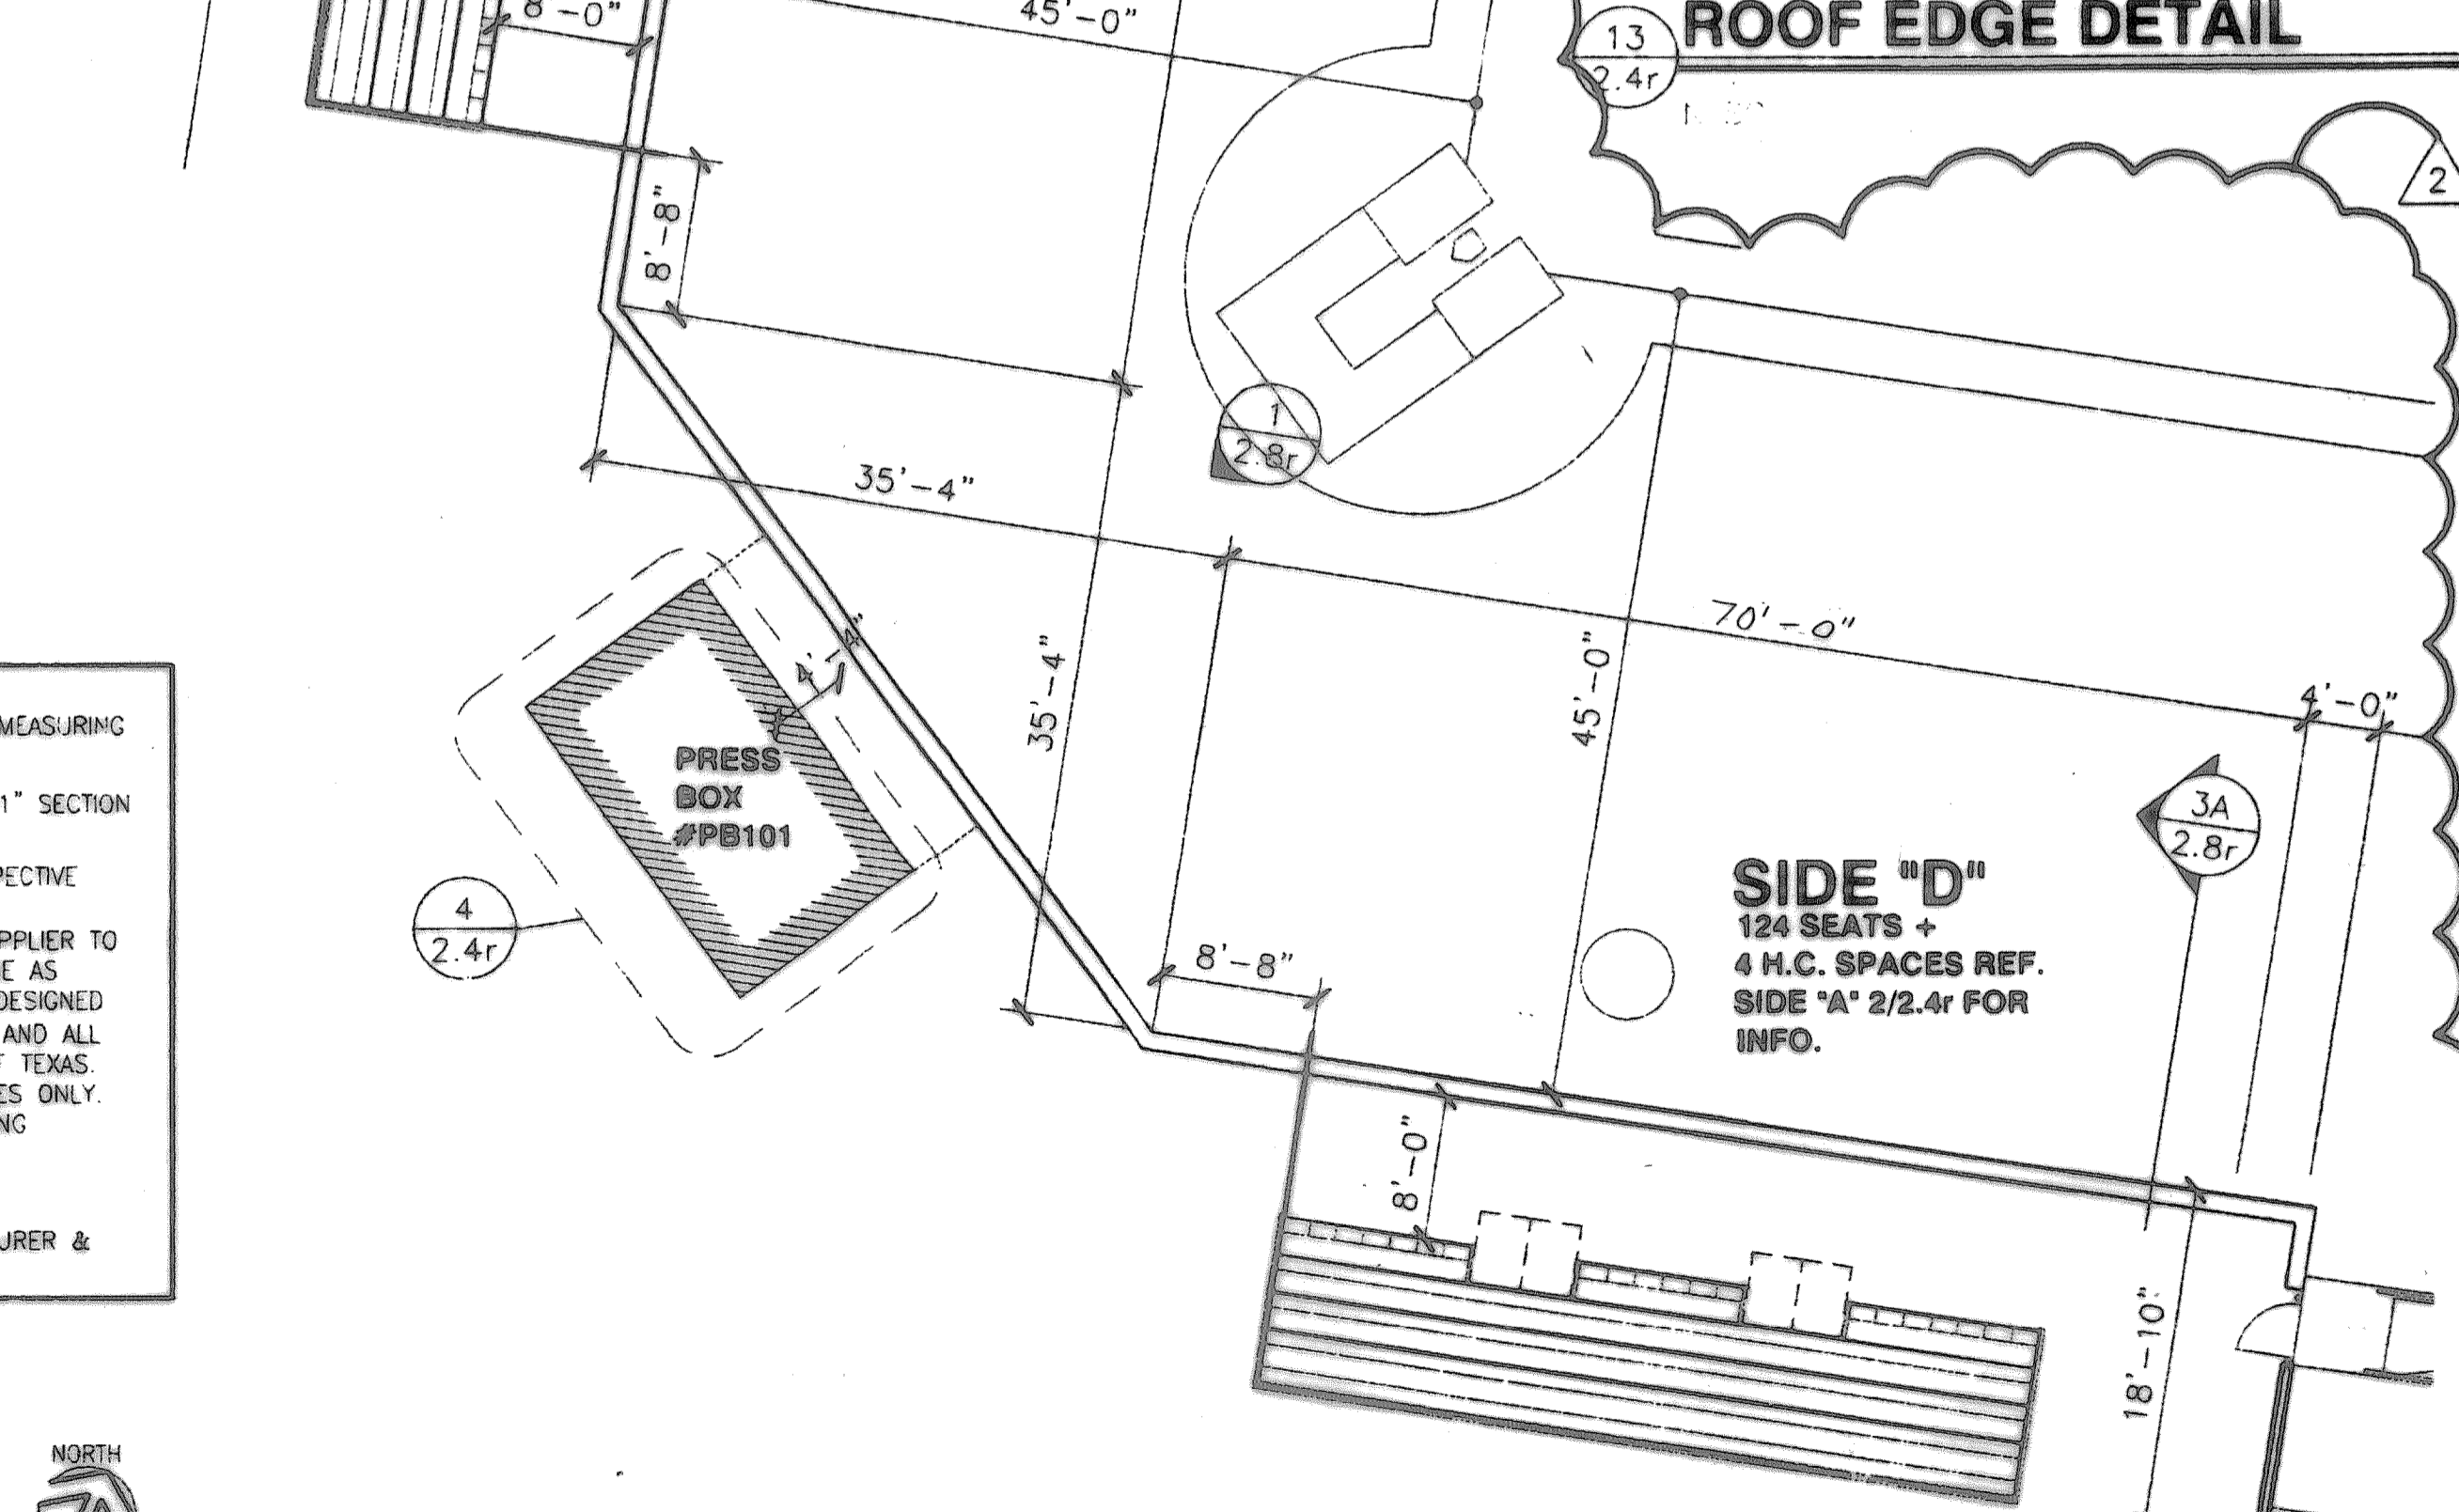 8'-0"
45'-0"
13
2.4r
ROOF EDGE DETAIL
2
8'-8"
1
2.8r
35'-4"
70'-0"
4'-0"
4'-4"
35'-4"
45'-0"
MEASURING
1" SECTION
PECTIVE
PPLIER TO
E AS
DESIGNED
AND ALL
TEXAS.
ES ONLY.
NG
URER &
PRESS
BOX
#PB101
4
2.4r
3A
2.8r
SIDE "D"
124 SEATS +
4 H.C. SPACES REF.
SIDE "A" 2/2.4r FOR
INFO.
8'-8"
8'-0"
18'-10"
NORTH